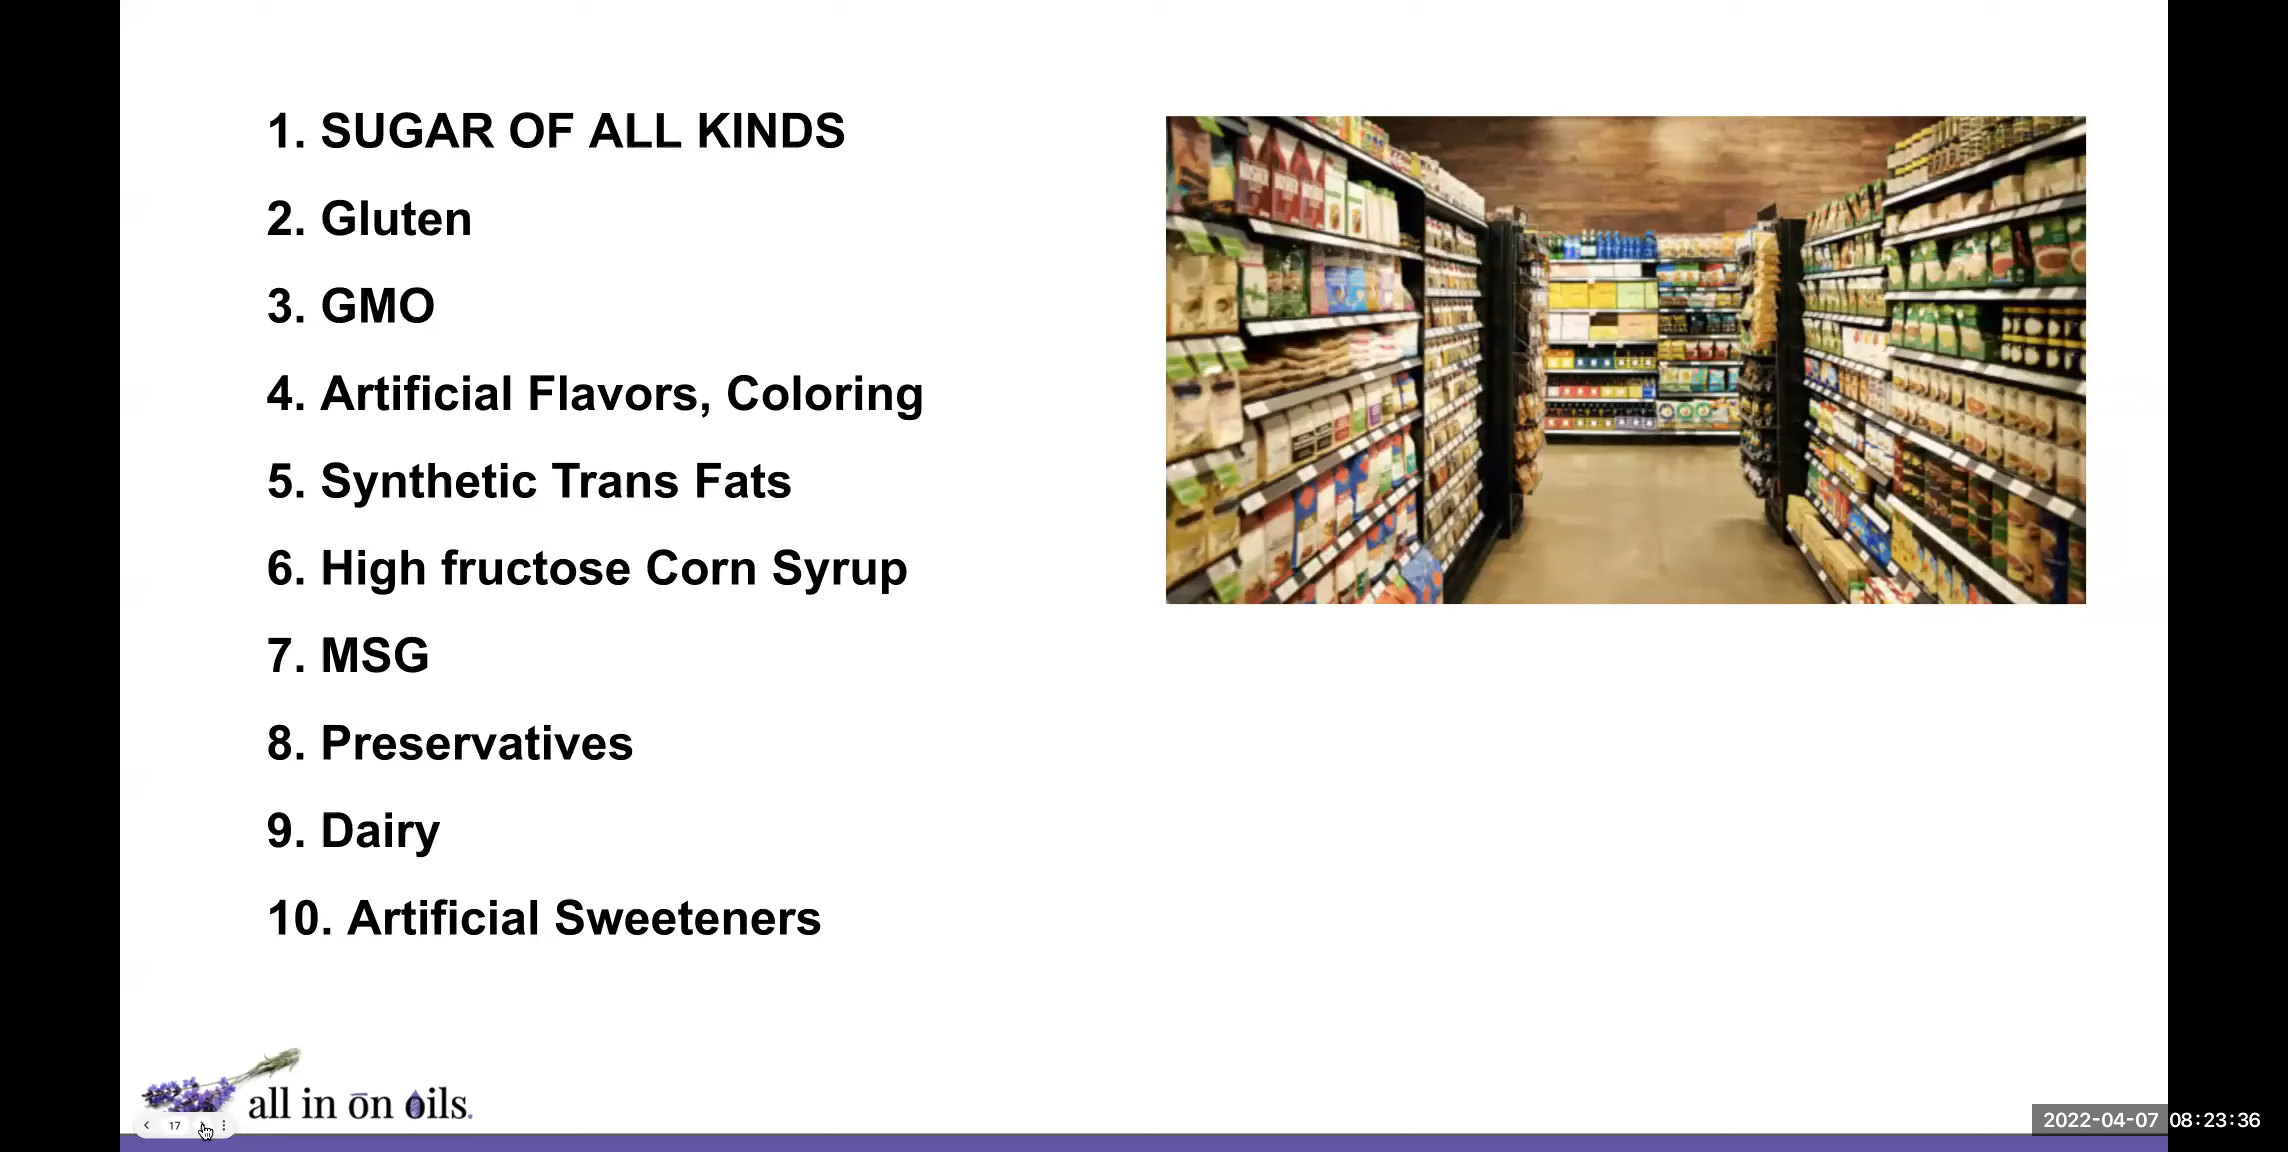 1. SUGAR OF ALL KINDS
2. Gluten
3. GMO
4. Artificial Flavors, Coloring
5. Synthetic Trans Fats
6. High fructose Corn Syrup
7. MSG
8. Preservatives
9. Dairy
10. Artificial Sweeteners
all in ōn oils.
17
2022-04-07 08:23:36